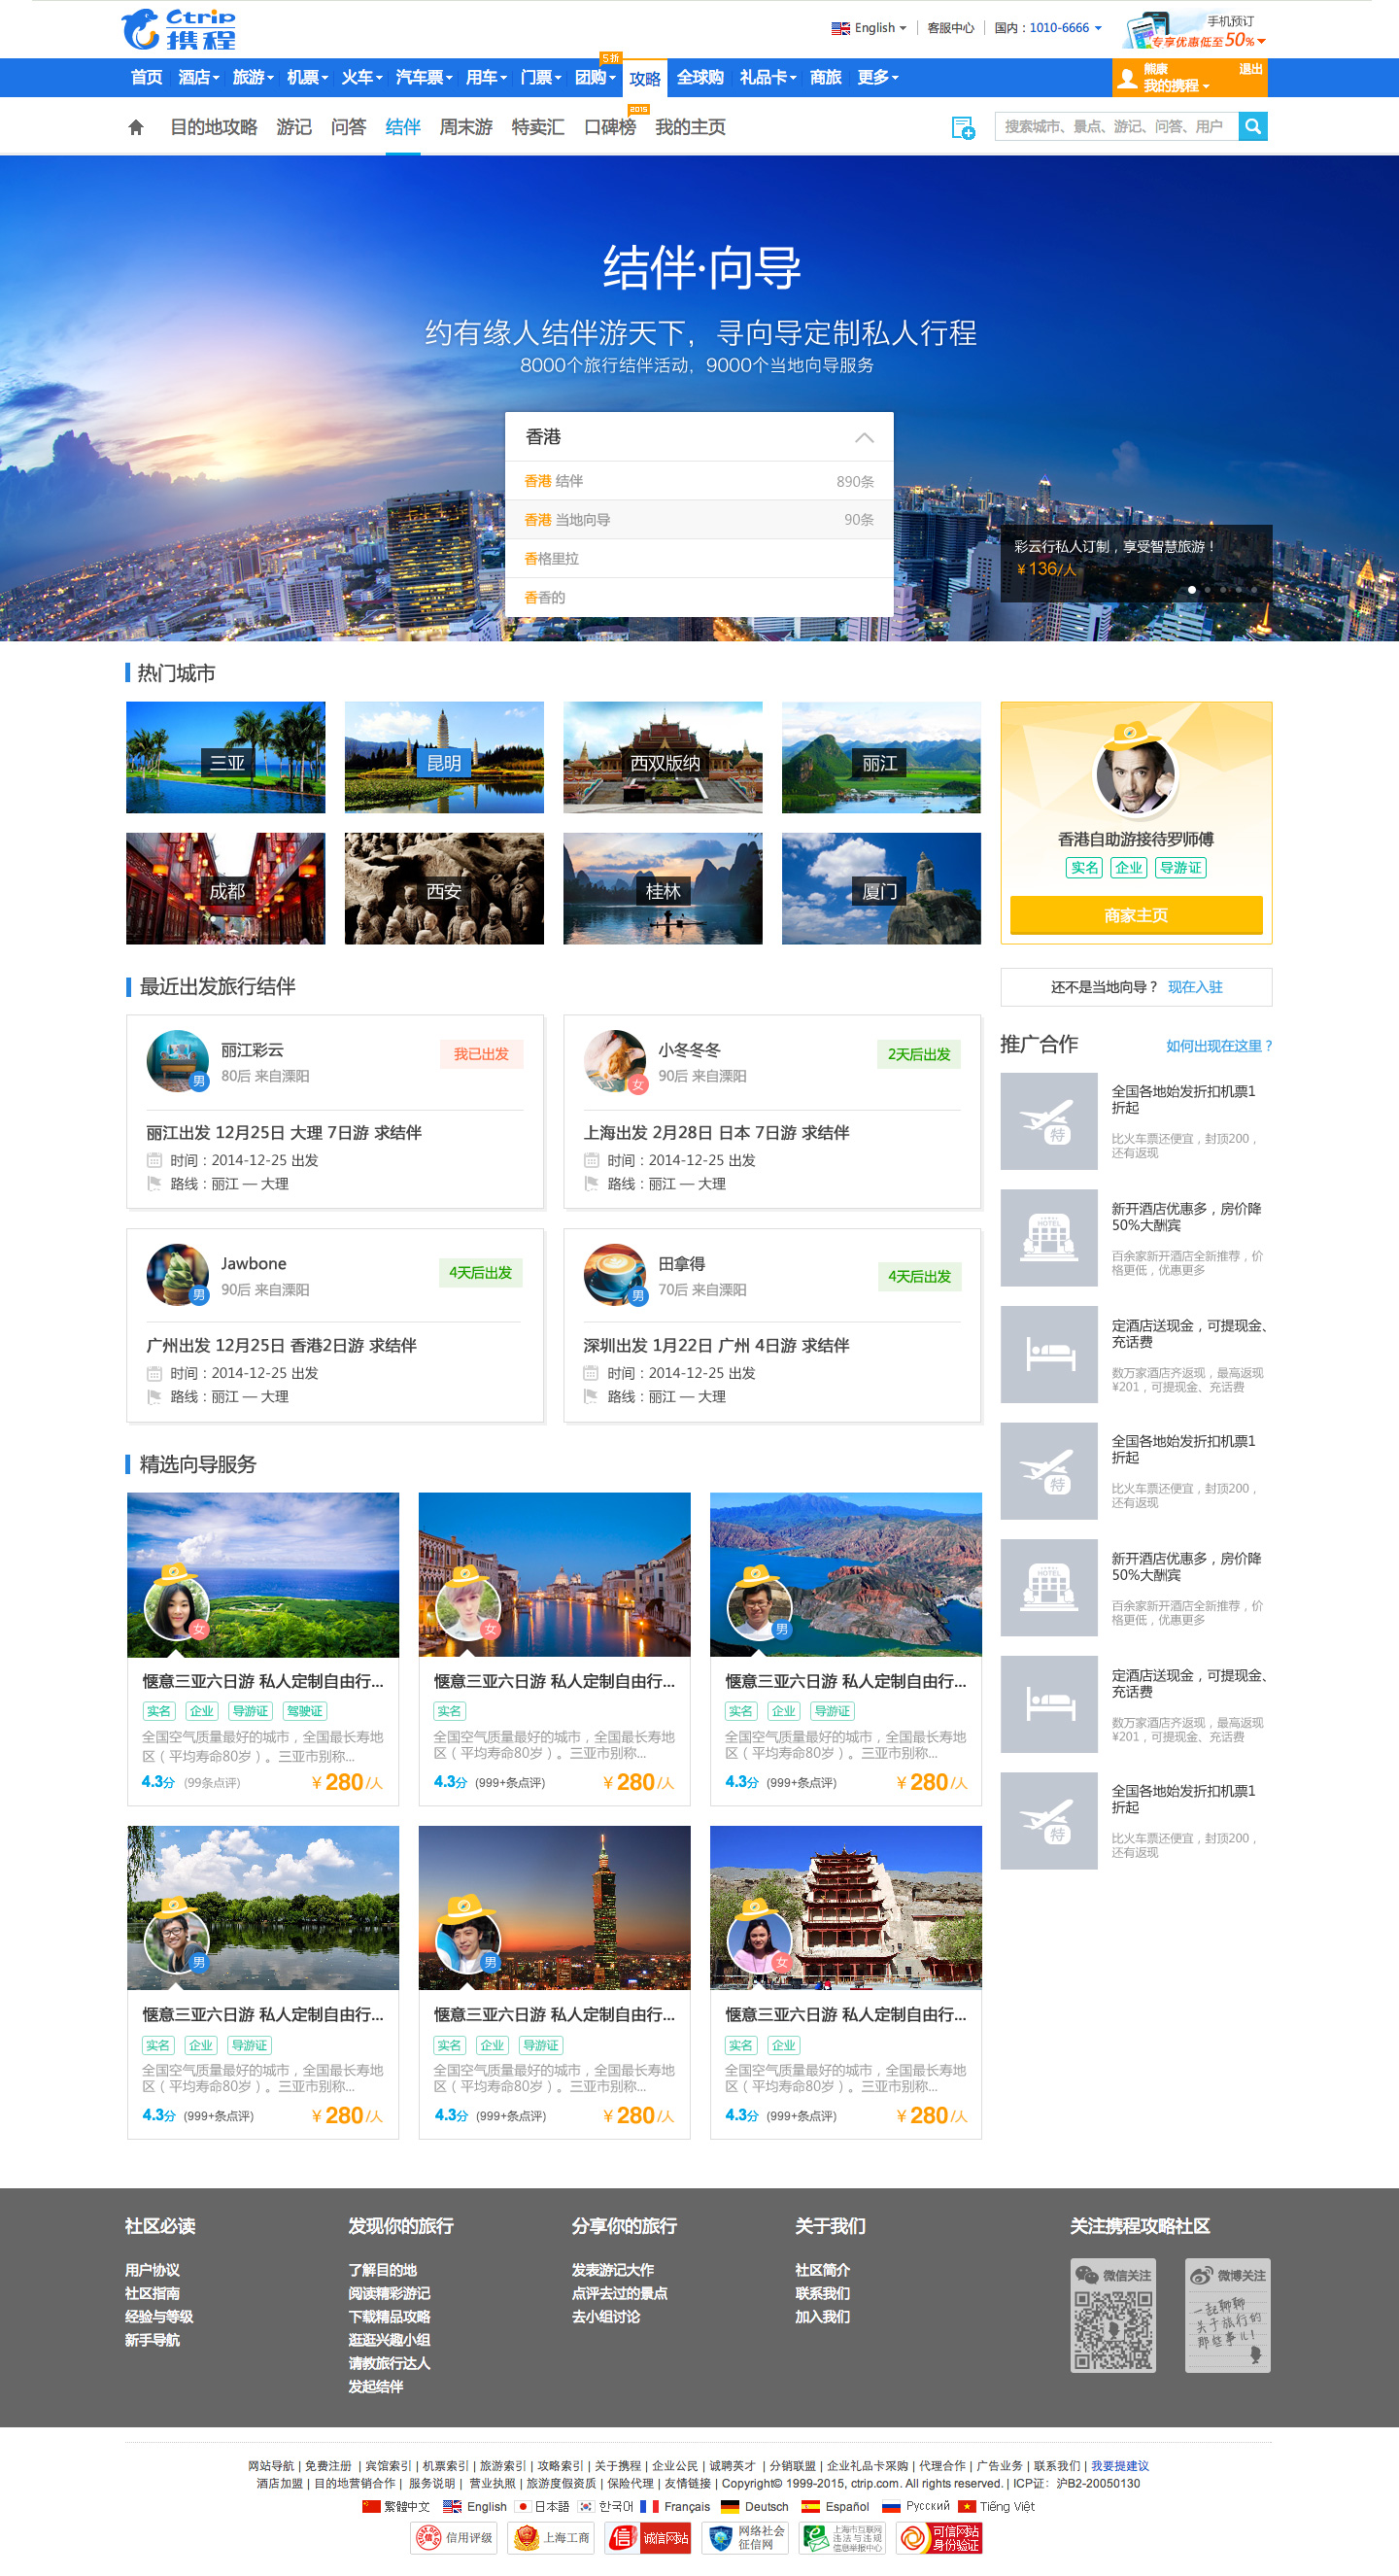 Ctrip
携程
English
客服中心
国内：1010-6666
手机预订
专享优惠低至50%
首页 酒店 旅游 机票 火车 汽车票 用车 门票 团购 攻略 全球购 礼品卡 商旅 更多
5折
熊康 退出
我的携程
2015
目的地攻略 游记 问答 结伴 周末游 特卖汇 口碑榜 我的主页
搜索城市、景点、游记、问答、用户
结伴·向导
约有缘人结伴游天下，寻向导定制私人行程
8000个旅行结伴活动，9000个当地向导服务
香港
香港 结伴 890条
香港 当地向导 90条
香格里拉
香香的
彩云行私人订制，享受智慧旅游！
￥136/人
热门城市
三亚
昆明
西双版纳
丽江
成都
西安
桂林
厦门
香港自助游接待罗师傅
实名 企业 导游证
商家主页
还不是当地向导？ 现在入驻
最近出发旅行结伴
丽江彩云
男
80后 来自溧阳
我已出发
丽江出发 12月25日 大理 7日游 求结伴
时间：2014-12-25 出发
路线：丽江 — 大理
小冬冬冬
女
90后 来自溧阳
2天后出发
上海出发 2月28日 日本 7日游 求结伴
时间：2014-12-25 出发
路线：丽江 — 大理
Jawbone
男
90后 来自溧阳
4天后出发
广州出发 12月25日 香港2日游 求结伴
时间：2014-12-25 出发
路线：丽江 — 大理
田拿得
男
70后 来自溧阳
4天后出发
深圳出发 1月22日 广州 4日游 求结伴
时间：2014-12-25 出发
路线：丽江 — 大理
推广合作 如何出现在这里？
特
全国各地始发折扣机票1
折起
比火车票还便宜，封顶200，
还有返现
HOTEL
新开酒店优惠多，房价降
50%大酬宾
百余家新开酒店全新推荐，价
格更低，优惠更多
定酒店送现金，可提现金、
充话费
数万家酒店齐返现，最高返现
¥201，可提现金、充话费
特
全国各地始发折扣机票1
折起
比火车票还便宜，封顶200，
还有返现
HOTEL
新开酒店优惠多，房价降
50%大酬宾
百余家新开酒店全新推荐，价
格更低，优惠更多
定酒店送现金，可提现金、
充话费
数万家酒店齐返现，最高返现
¥201，可提现金、充话费
特
全国各地始发折扣机票1
折起
比火车票还便宜，封顶200，
还有返现
精选向导服务
女
惬意三亚六日游 私人定制自由行...
实名 企业 导游证 驾驶证
全国空气质量最好的城市，全国最长寿地
区（平均寿命80岁）。三亚市别称...
4.3分 (99条点评) ￥280/人
女
惬意三亚六日游 私人定制自由行...
实名
全国空气质量最好的城市，全国最长寿地
区（平均寿命80岁）。三亚市别称...
4.3分 (999+条点评) ￥280/人
男
惬意三亚六日游 私人定制自由行...
实名 企业 导游证
全国空气质量最好的城市，全国最长寿地
区（平均寿命80岁）。三亚市别称...
4.3分 (999+条点评) ￥280/人
男
惬意三亚六日游 私人定制自由行...
实名 企业 导游证
全国空气质量最好的城市，全国最长寿地
区（平均寿命80岁）。三亚市别称...
4.3分 (999+条点评) ￥280/人
男
惬意三亚六日游 私人定制自由行...
实名 企业 导游证
全国空气质量最好的城市，全国最长寿地
区（平均寿命80岁）。三亚市别称...
4.3分 (999+条点评) ￥280/人
女
惬意三亚六日游 私人定制自由行...
实名 企业
全国空气质量最好的城市，全国最长寿地
区（平均寿命80岁）。三亚市别称...
4.3分 (999+条点评) ￥280/人
社区必读
用户协议
社区指南
经验与等级
新手导航
发现你的旅行
了解目的地
阅读精彩游记
下载精品攻略
逛逛兴趣小组
请教旅行达人
发起结伴
分享你的旅行
发表游记大作
点评去过的景点
去小组讨论
关于我们
社区简介
联系我们
加入我们
关注携程攻略社区
微信关注
微博关注
一起聊聊
关于旅行的
那些事儿!
网站导航 | 免费注册 | 宾馆索引 | 机票索引 | 旅游索引 | 攻略索引 | 关于携程 | 企业公民 | 诚聘英才 | 分销联盟 | 企业礼品卡采购 | 代理合作 | 广告业务 | 联系我们 | 我要提建议
酒店加盟 | 目的地营销合作 | 服务说明 | 营业执照 | 旅游度假资质 | 保险代理 | 友情链接 | Copyright© 1999-2015, ctrip.com. All rights reserved. | ICP证：沪B2-20050130
繁體中文 English 日本語 한국어 Français Deutsch Español Русский Tiếng Việt
信用评级
上海工商
信 诚信网站
网络社会
征信网
上海市互联网
违法与违规
信息举报中心
可信网站
身份验证